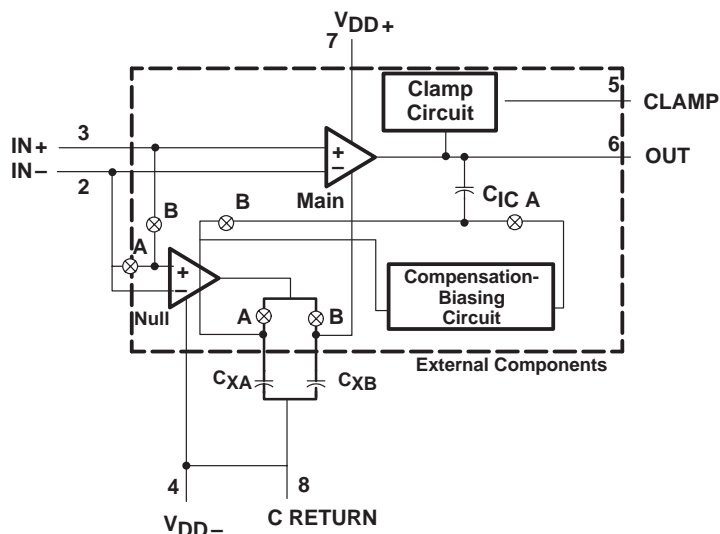 VDD+
7
Clamp
Circuit
5
CLAMP
IN+
3
6
OUT
IN−
2
+
−
Main
CIC
A
B
B
A
+
−
Null
Compensation-
Biasing
Circuit
A
B
External Components
CXA
CXB
4
8
VDD−
C RETURN